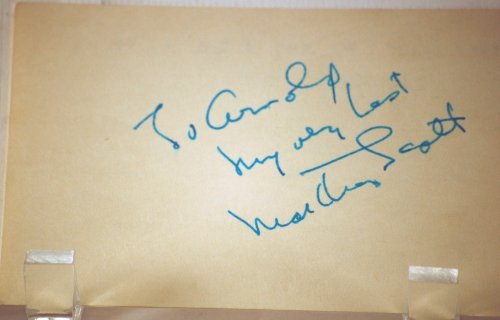 To Arnold
my very best
Martha Scott